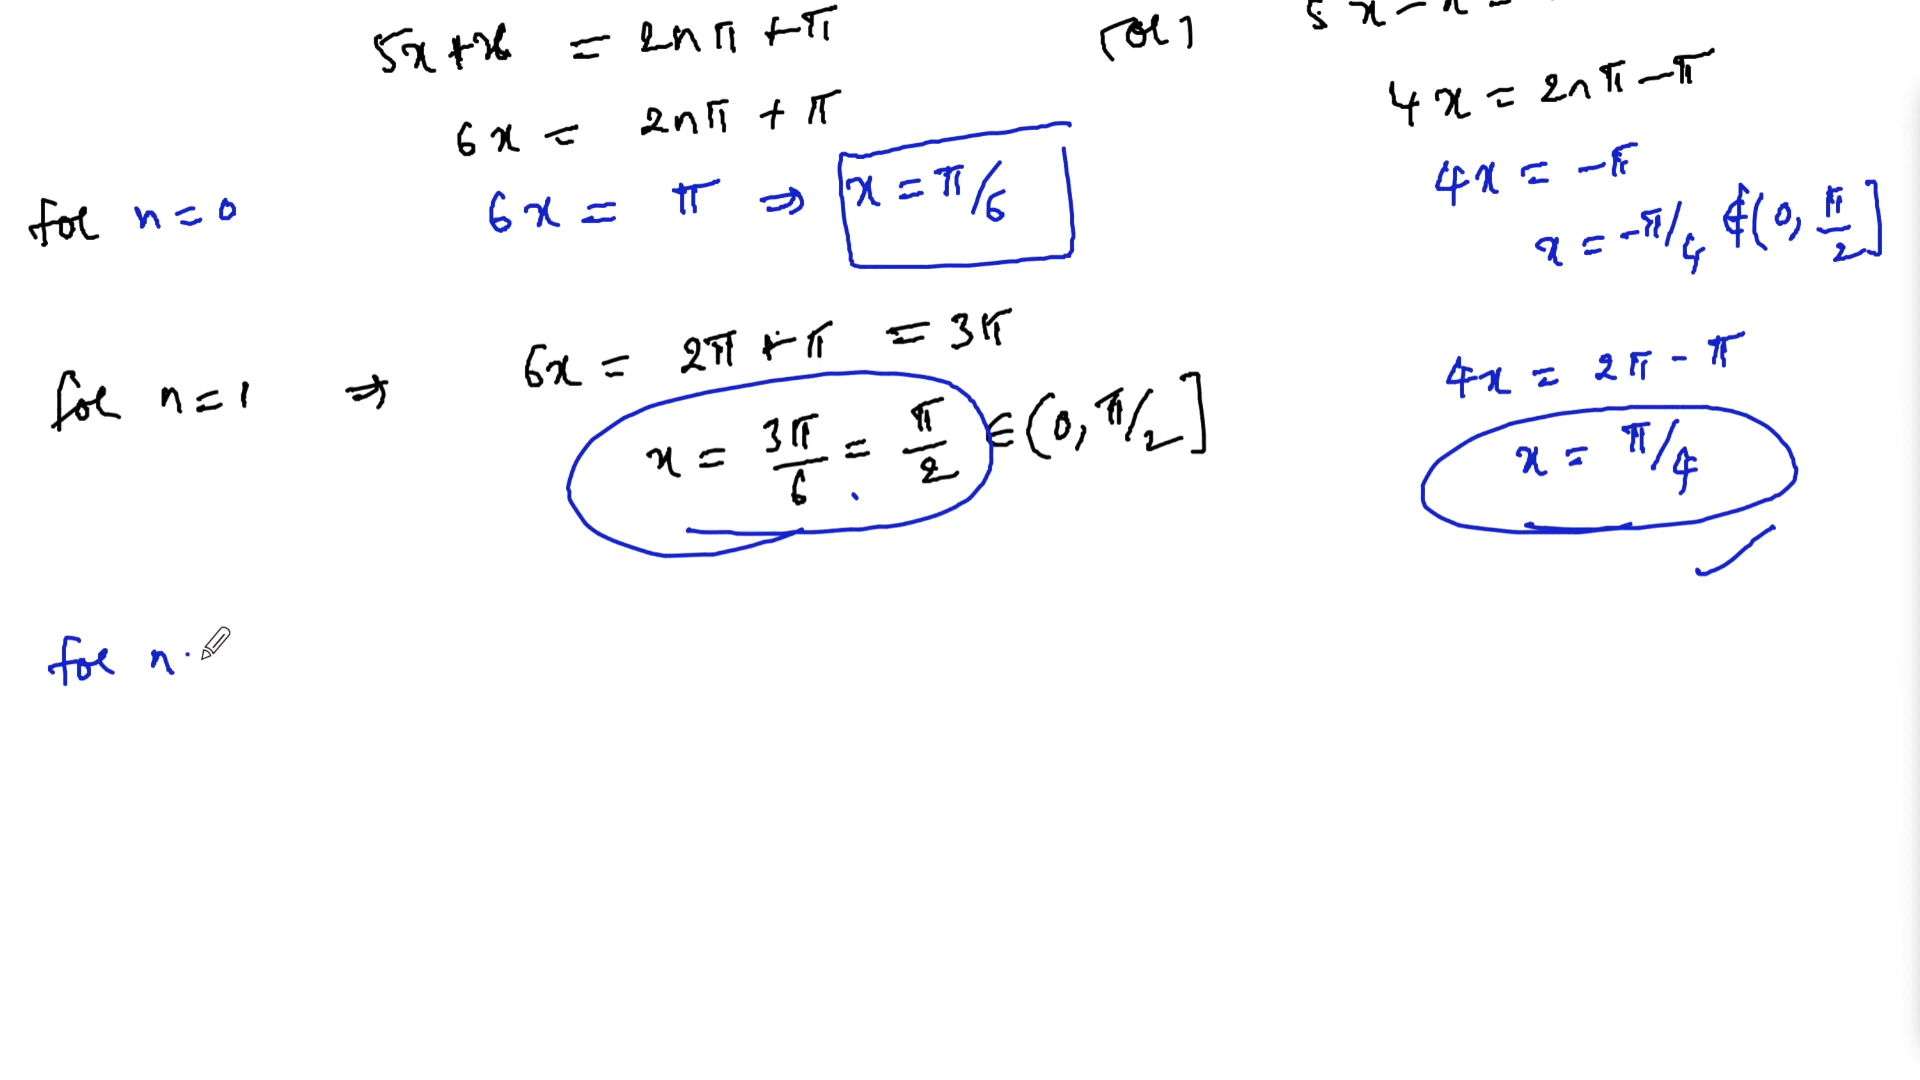 5x + x = 2nπ + π (or) 5x - x =
6x = 2nπ + π 4x = 2nπ - π
for n = 0 6x = π ⇒ x = π/6 4x = -π
x = -π/4 ∉ (0, π/2]
for n = 1 ⇒ 6x = 2π + π = 3π 4x = 2π - π
x = 3π/6 = π/2 ∈ (0, π/2] x = π/4
for n